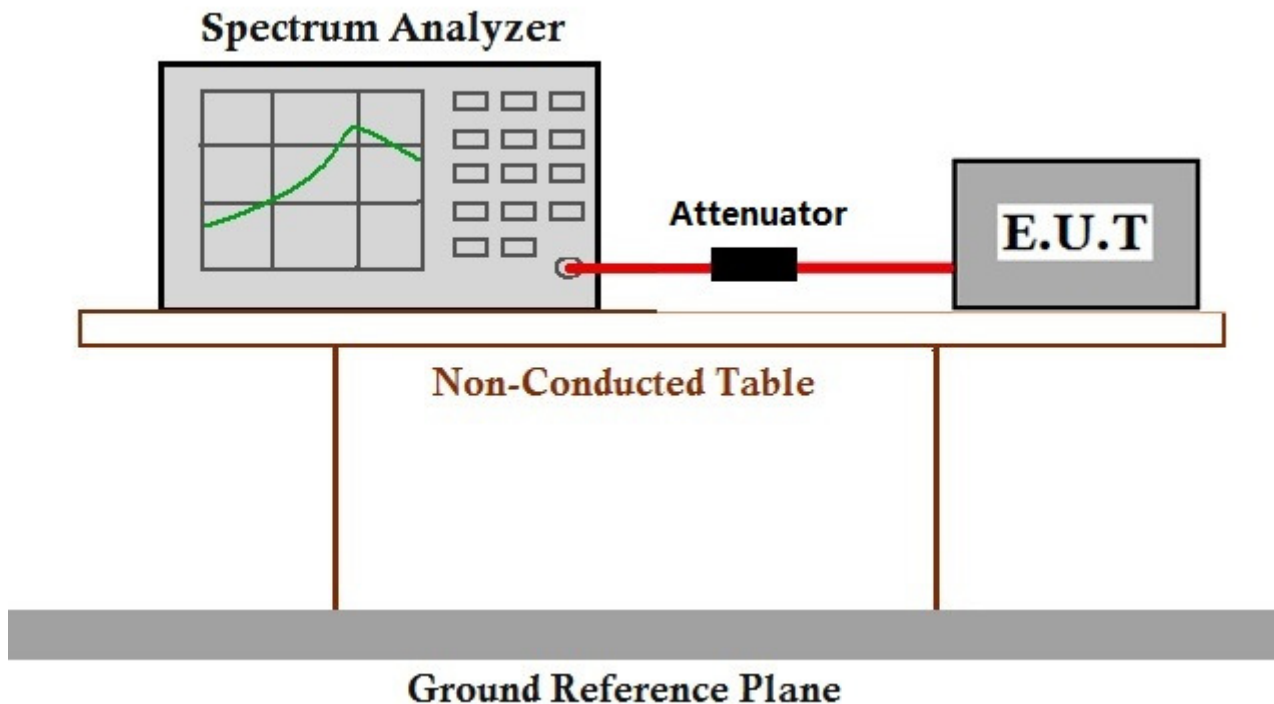 Spectrum Analyzer
Attenuator
E.U.T
Non-Conducted Table
Ground Reference Plane